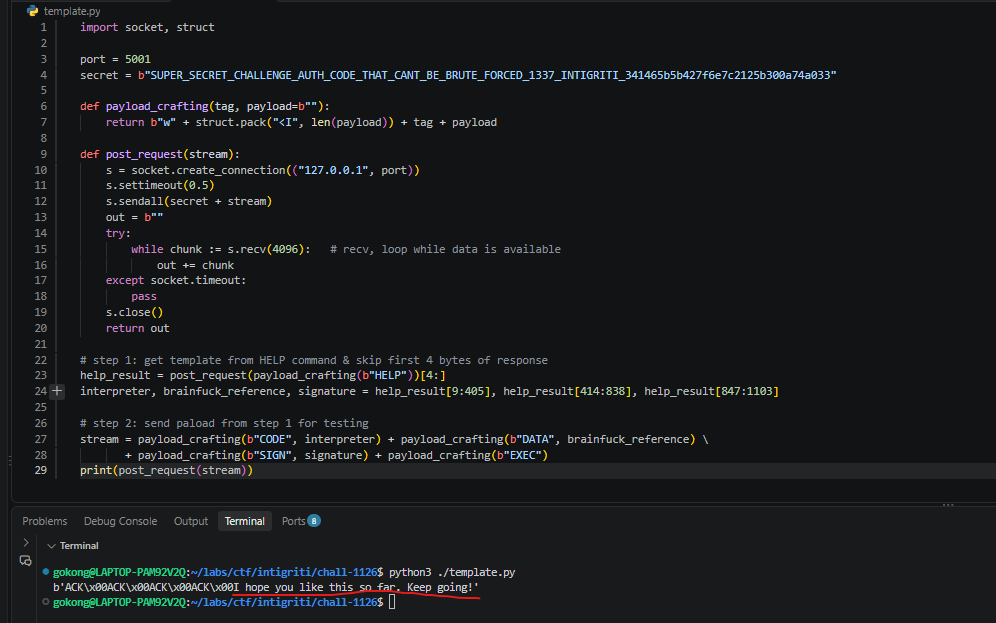 template.py
1 import socket, struct
2
3 port = 5001
4 secret = b"SUPER_SECRET_CHALLENGE_AUTH_CODE_THAT_CANT_BE_BRUTE_FORCED_1337_INTIGRITI_341465b5b427f6e7c2125b300a74a033"
5
6 def payload_crafting(tag, payload=b""):
7     return b"w" + struct.pack("<I", len(payload)) + tag + payload
8
9 def post_request(stream):
10     s = socket.create_connection(("127.0.0.1", port))
11     s.settimeout(0.5)
12     s.sendall(secret + stream)
13     out = b""
14     try:
15         while chunk := s.recv(4096):   # recv, loop while data is available
16             out += chunk
17     except socket.timeout:
18         pass
19     s.close()
20     return out
21
22 # step 1: get template from HELP command & skip first 4 bytes of response
23 help_result = post_request(payload_crafting(b"HELP"))[4:]
24 interpreter, brainfuck_reference, signature = help_result[9:405], help_result[414:838], help_result[847:1103]
25
26 # step 2: send paload from step 1 for testing
27 stream = payload_crafting(b"CODE", interpreter) + payload_crafting(b"DATA", brainfuck_reference) \
28        + payload_crafting(b"SIGN", signature) + payload_crafting(b"EXEC")
29 print(post_request(stream))
Problems Debug Console Output Terminal Ports 8
Terminal
gokong@LAPTOP-PAM92V2Q:~/labs/ctf/intigriti/chall-1126$ python3 ./template.py
b'ACK\x00ACK\x00ACK\x00ACK\x00I hope you like this so far. Keep going!'
gokong@LAPTOP-PAM92V2Q:~/labs/ctf/intigriti/chall-1126$